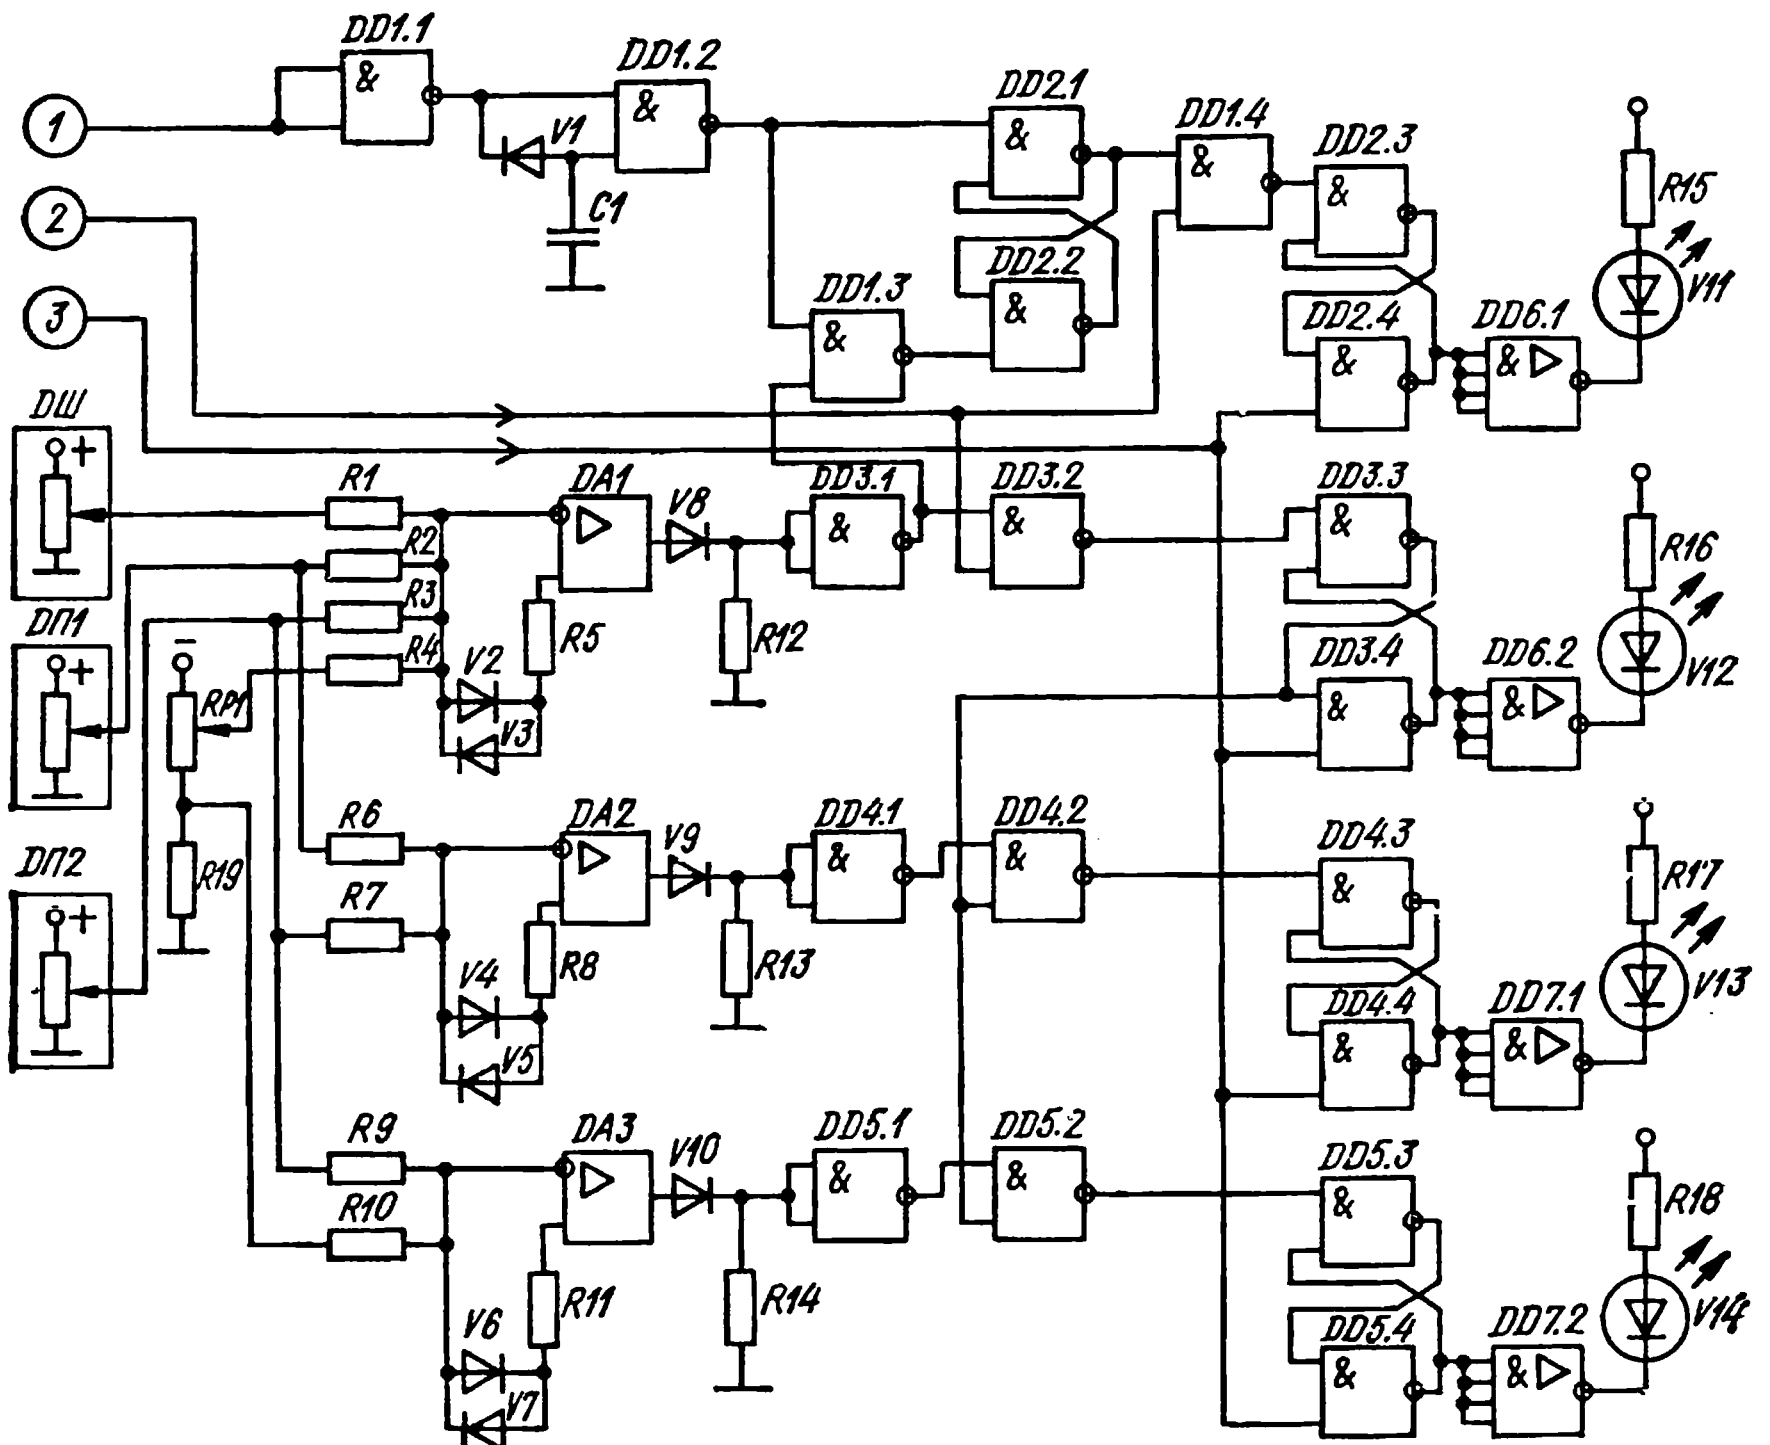 DD1.1
&
DD1.2
&
DD2.1
&
DD1.4
&
DD2.3
&
1
V1
C1
R15
2
DD2.2
&
V11
3
DD1.3
&
DD2.4
&
DD6.1
&
ДШ
+
R1
DA1
V8
DD3.1
&
DD3.2
&
DD3.3
&
R2
R16
R3
ДП1
+
−
R4
R5
R12
V2
RP1
V3
DD3.4
&
DD6.2
&
V12
R6
DA2
V9
DD4.1
&
DD4.2
&
DD4.3
&
R17
ДП2
+
R19
R7
R8
R13
V4
V5
DD4.4
&
DD7.1
&
V13
R9
DA3
V10
DD5.1
&
DD5.2
&
DD5.3
&
R18
R10
R11
R14
V6
V7
DD5.4
&
DD7.2
&
V14